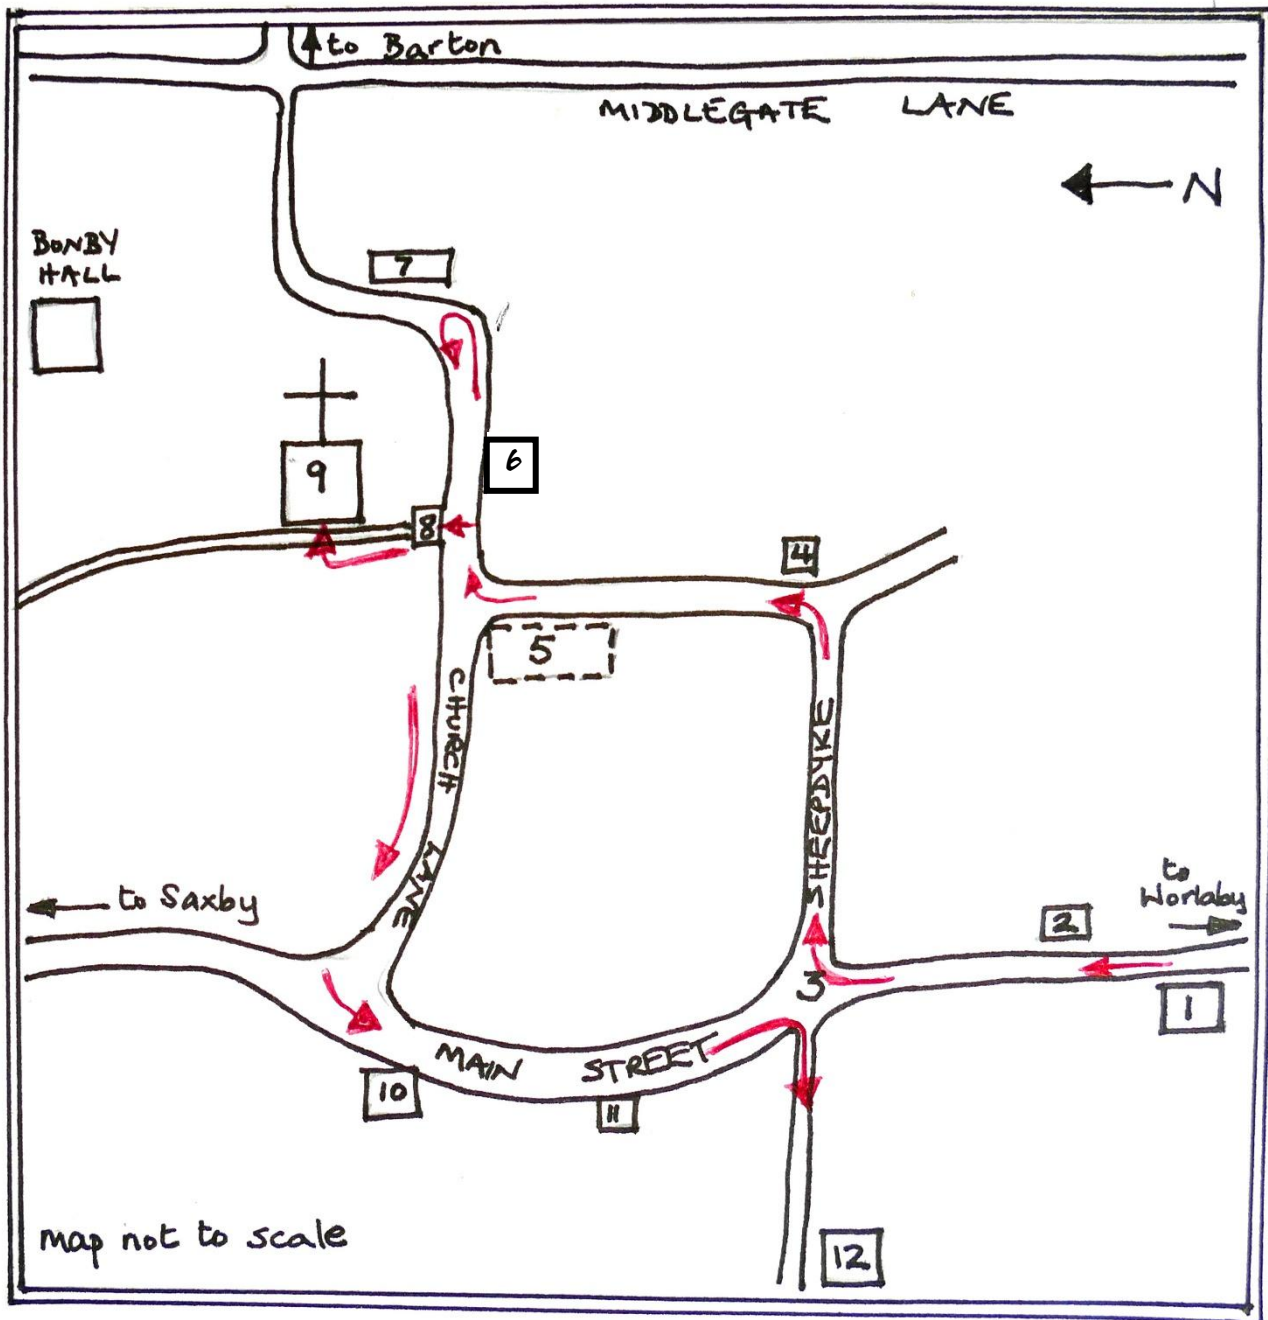 to Barton
MIDDLEGATE LANE
N
BONBY
HALL
7
6
9
8
4
5
CHURCH
LANE
SHEEPDYKE
to Saxby
to
Worlaby
2
3
1
MAIN STREET
10
11
12
map not to scale